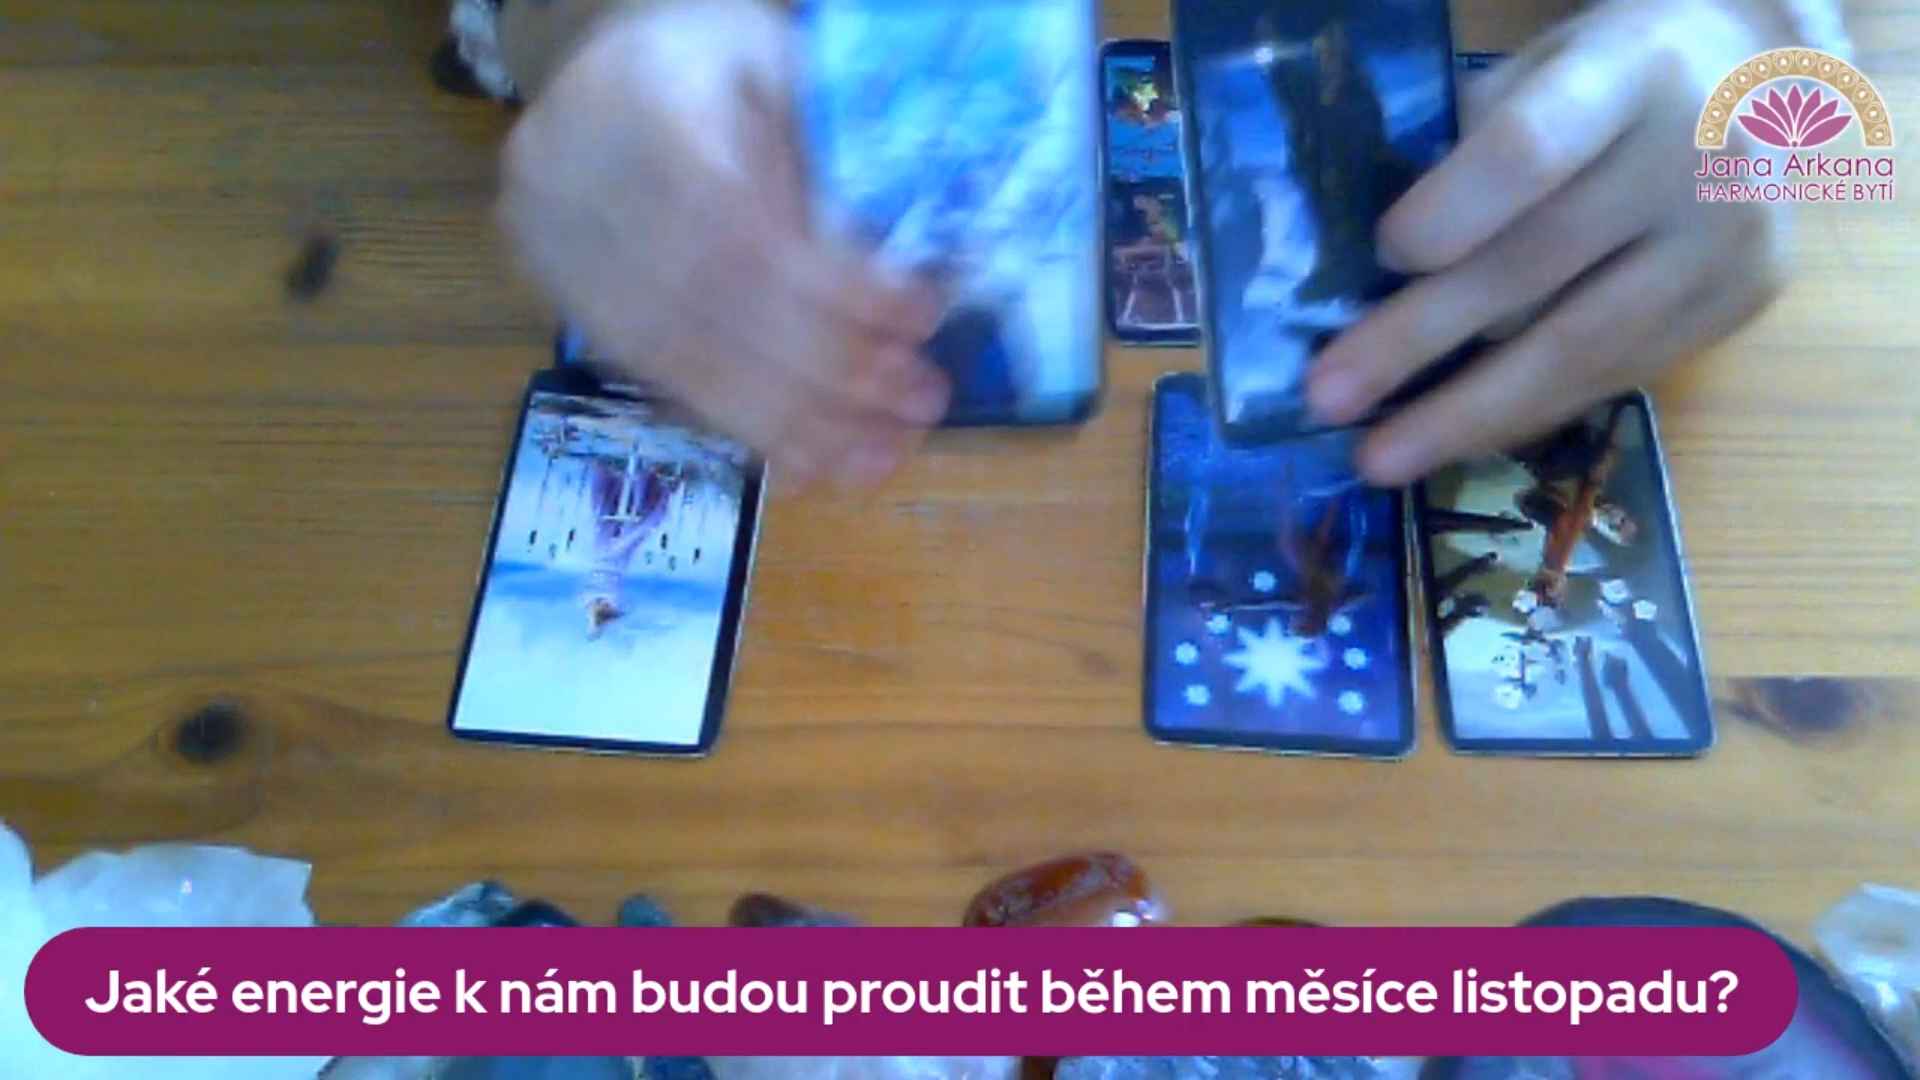 Jana Arkana
HARMONICKÉ BYTÍ
Jaké energie k nám budou proudit během měsíce listopadu?